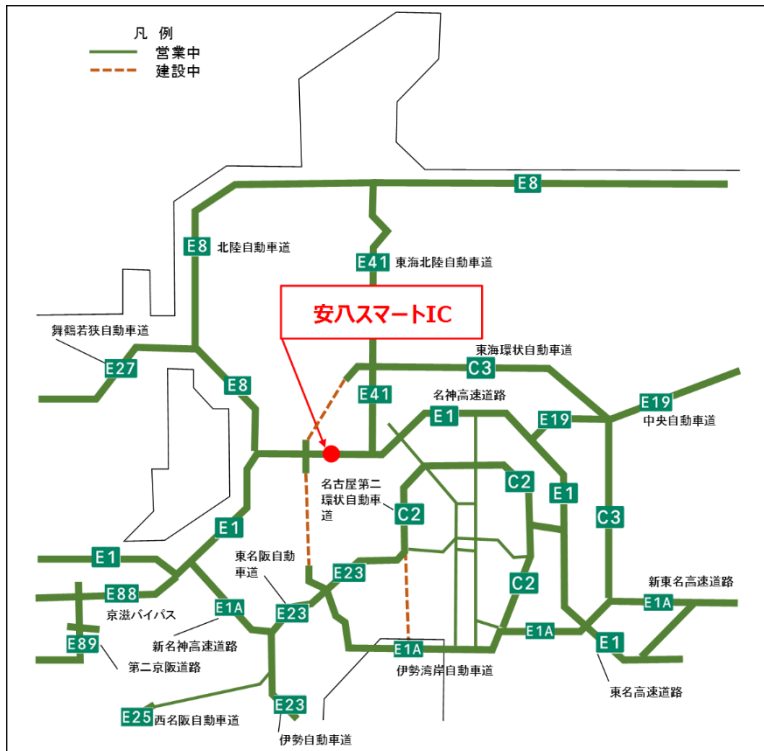 凡 例
営業中
建設中
E8
E8
北陸自動車道
E41
東海北陸自動車道
安八スマートIC
舞鶴若狭自動車道
E27
東海環状自動車道
C3
E8
E41
名神高速道路
E1
E19
E19
中央自動車道
名古屋第二
環状自動車
道
C2
C2
E1
C2
C3
E1
E1
東名阪自動
車道
E23
E88
京滋バイパス
E1A
E23
新東名高速道路
E1A
E1A
E1
新名神高速道路
E89
第二京阪道路
E1A
伊勢湾岸自動車道
東名高速道路
E25
西名阪自動車道
E23
伊勢自動車道